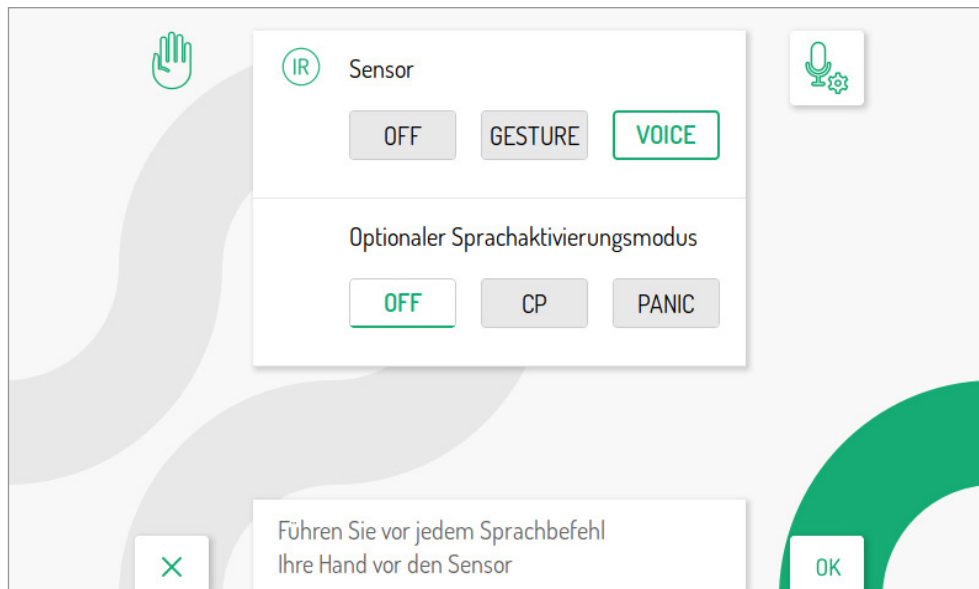 IR Sensor
OFF GESTURE VOICE
Optionaler Sprachaktivierungsmodus
OFF CP PANIC
Führen Sie vor jedem Sprachbefehl
Ihre Hand vor den Sensor
OK